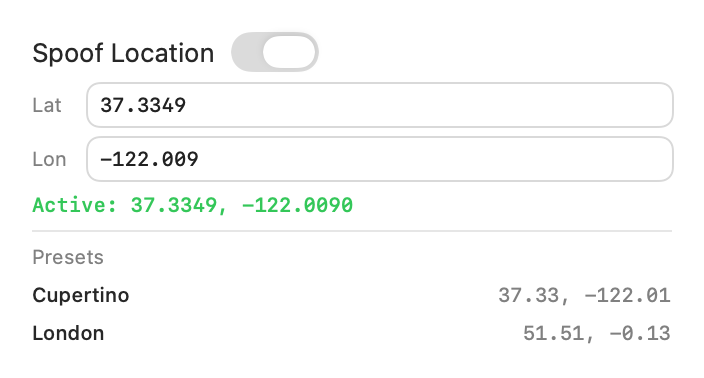 Spoof Location
Lat 37.3349
Lon -122.009
Active: 37.3349, -122.0090
Presets
Cupertino 37.33, -122.01
London 51.51, -0.13